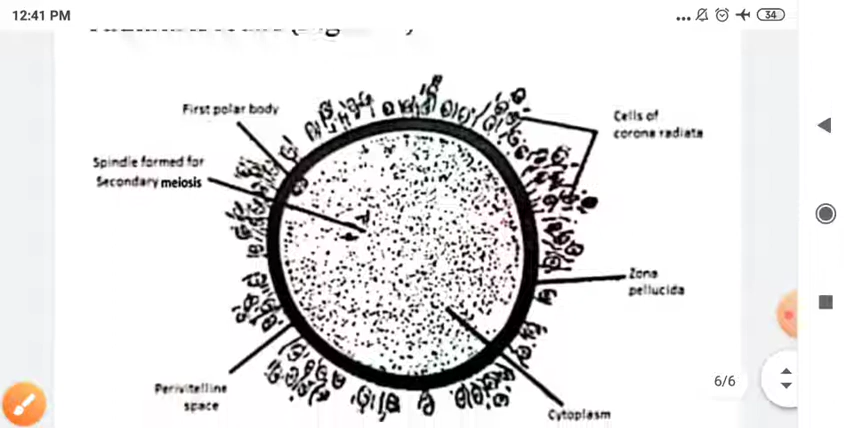 12:41 PM
34
First polar body
Cells of
corona radiata
Spindle formed for
Secondary meiosis
Zona
pellucida
6/6
Perivitelline
space
Cytoplasm